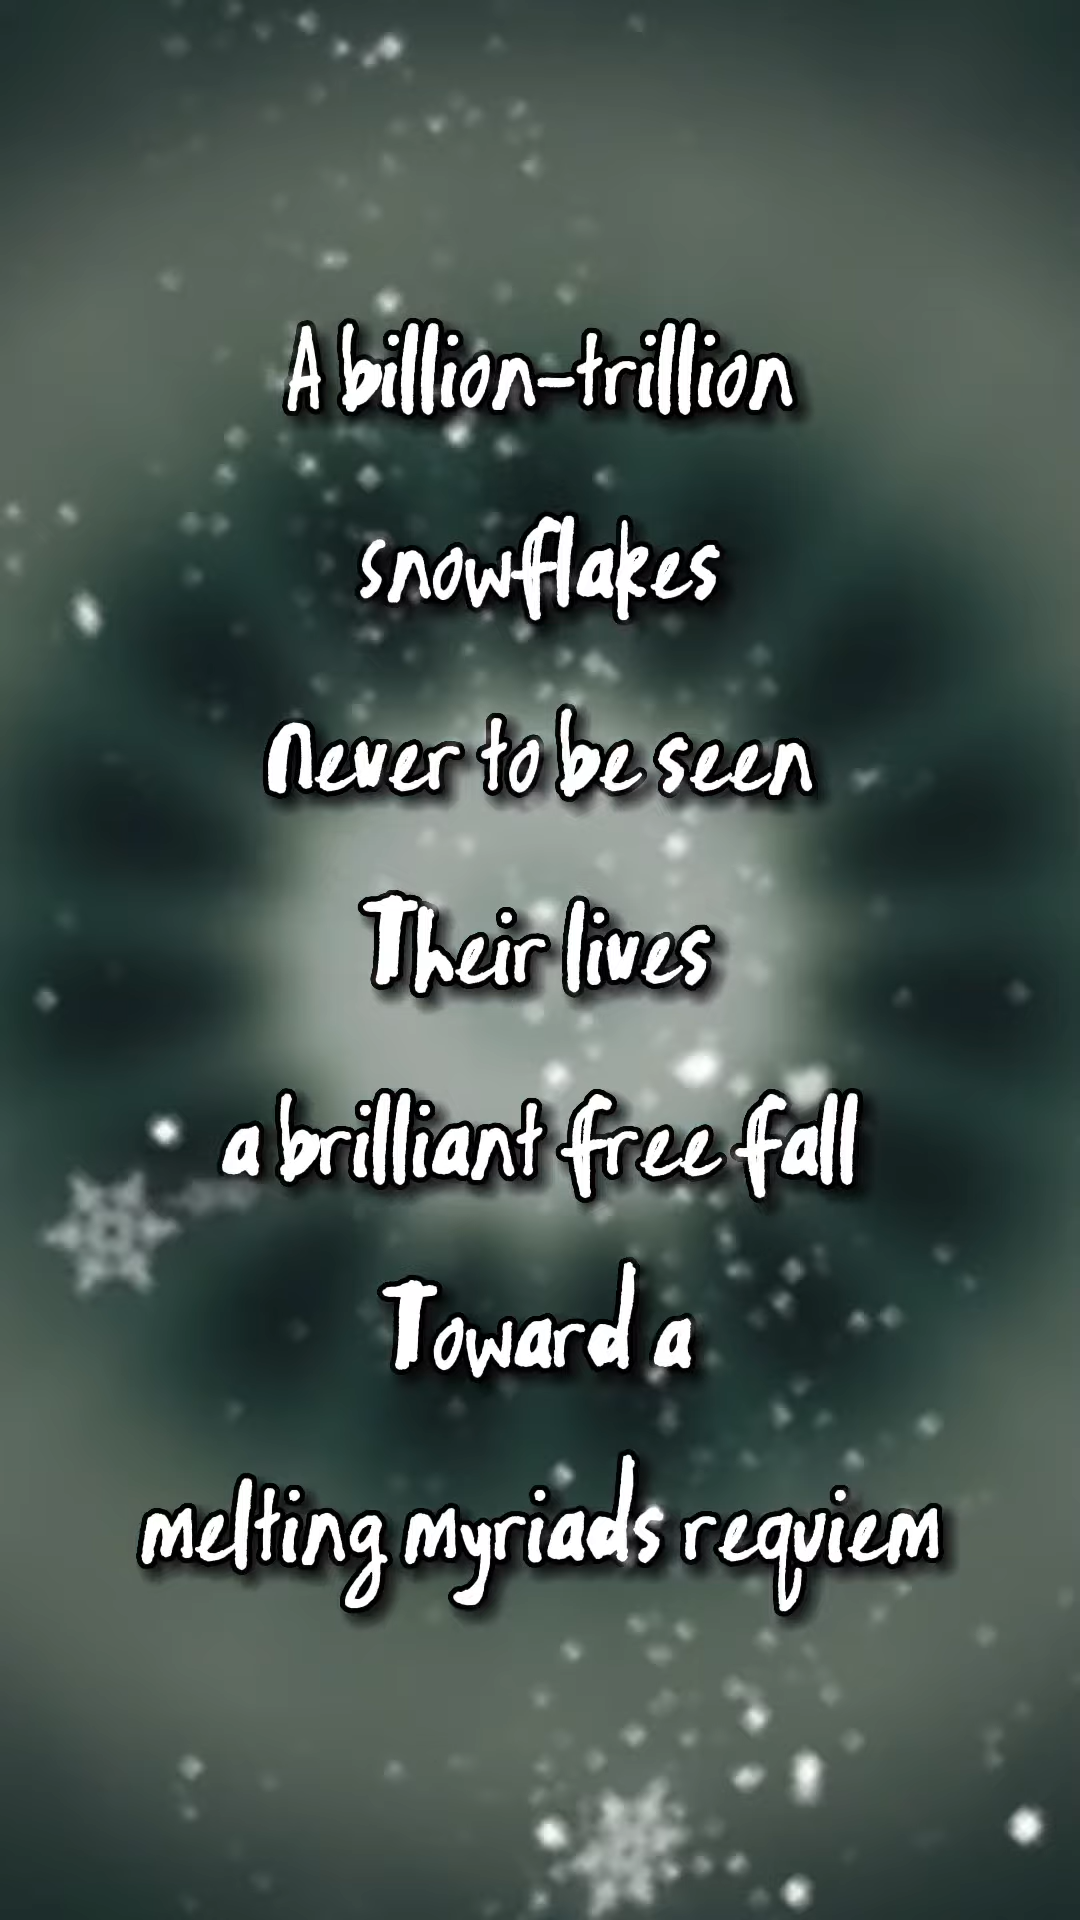 A billion-trillion
snowflakes
Never to be seen
Their lives
a brilliant free fall
Toward a
melting myriads requiem